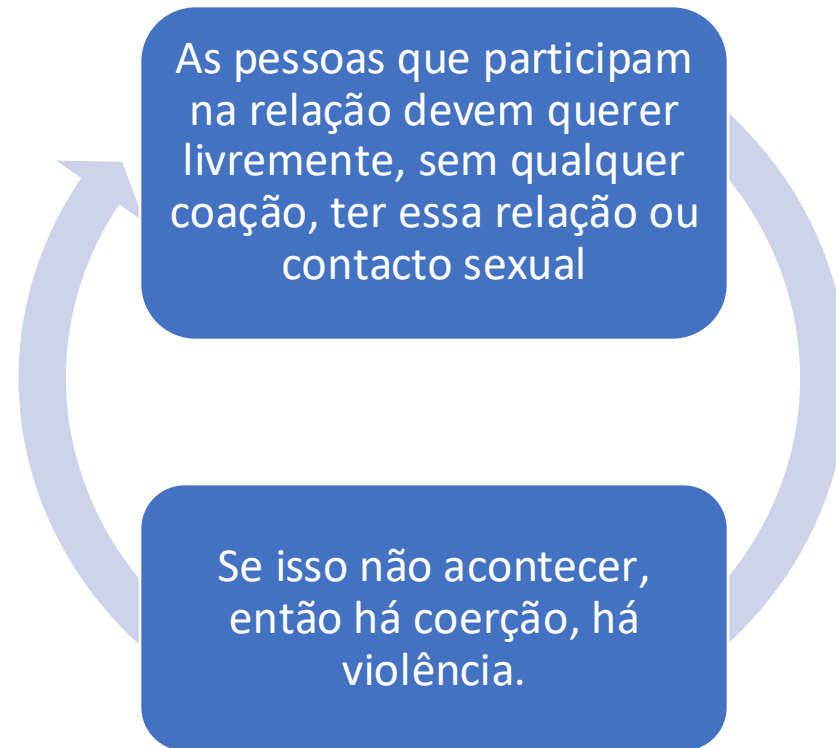 As pessoas que participam
na relação devem querer
livremente, sem qualquer
coação, ter essa relação ou
contacto sexual
Se isso não acontecer,
então há coerção, há
violência.